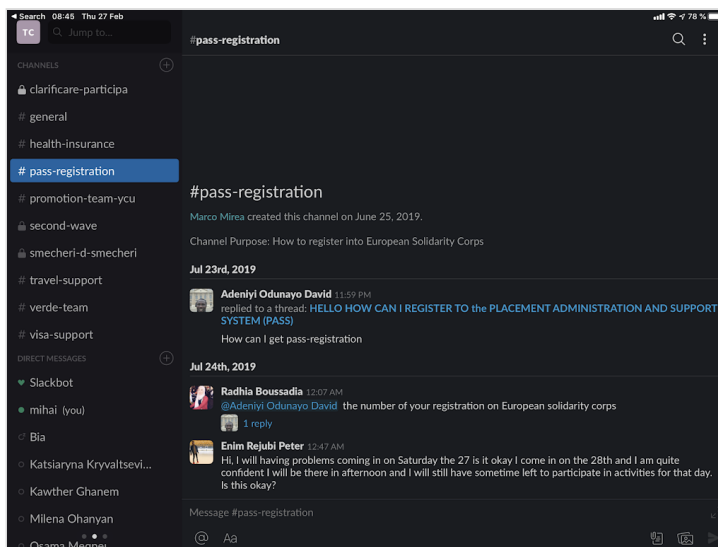 Search 08:45 Thu 27 Feb
78 %
TC
Jump to...
CHANNELS
clarificare-participa
# general
# health-insurance
# pass-registration
# promotion-team-ycu
second-wave
smecheri-d-smecheri
# travel-support
# verde-team
# visa-support
DIRECT MESSAGES
Slackbot
mihai (you)
Bia
Katsiaryna Kryvaltsevi...
Kawther Ganem
Milena Ohanyan
Osama
#pass-registration
#pass-registration
Marco Mirea created this channel on June 25, 2019.
Channel Purpose: How to register into European Solidarity Corps
Jul 23rd, 2019
Adeniyi Odunayo David 11:59 PM
replied to a thread: HELLO HOW CAN I REGISTER TO the PLACEMENT ADMINISTRATION AND SUPPORT
SYSTEM (PASS)
How can I get pass-registration
Jul 24th, 2019
Radhia Boussadia 12:07 AM
@Adeniyi Odunayo David the number of your registration on European solidarity corps
1 reply
Enim Rejubi Peter 12:47 AM
Hi, I will having problems coming in on Saturday the 27 is it okay I come in on the 28th and I am quite
confident I will be there in afternoon and I will still have sometime left to participate in activities for that day.
Is this okay?
Message #pass-registration
@ Aa